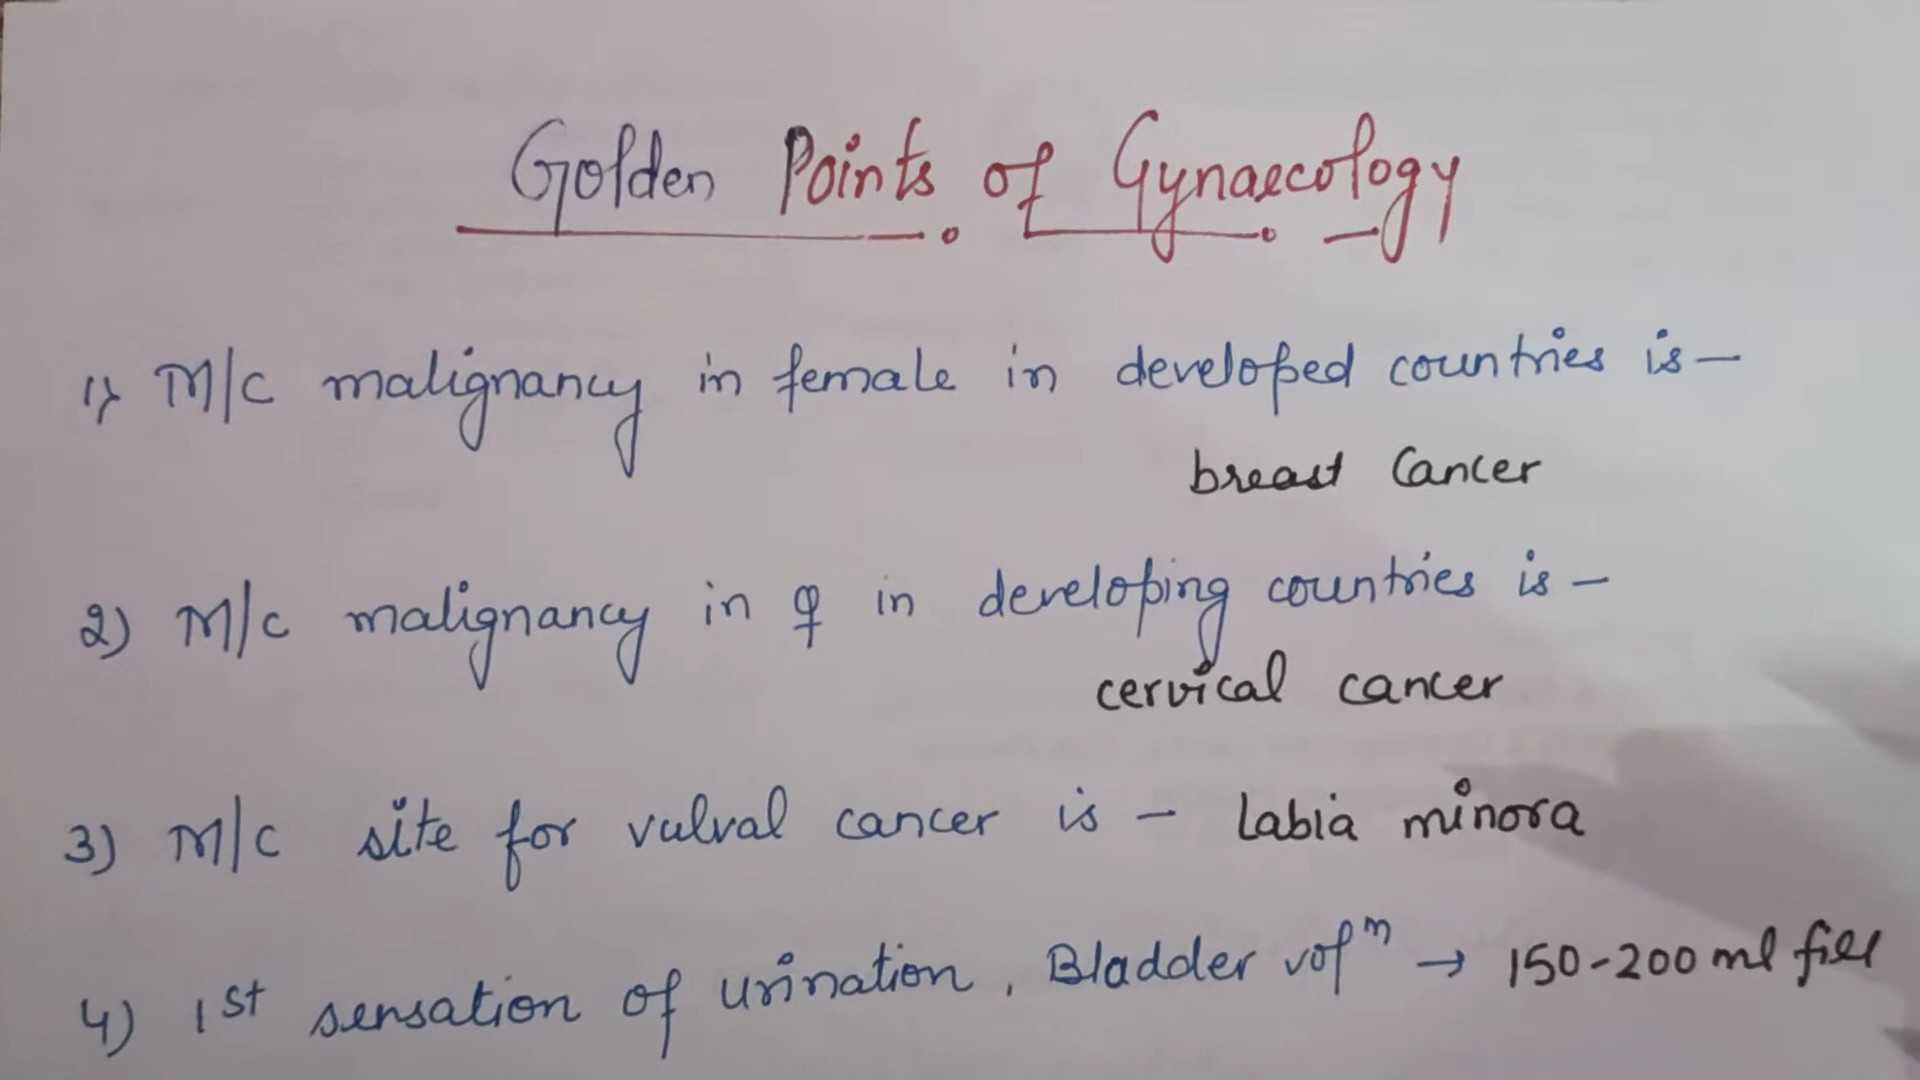 Golden Points of Gynaecology
1) M/C malignancy in female in developed countries is –
breast Cancer
2) M/C malignancy in ♀ in developing countries is –
cervical cancer
3) M/C site for vulval cancer is – Labia minora
4) 1st sensation of urination, Bladder volᵐ → 150-200 ml fill